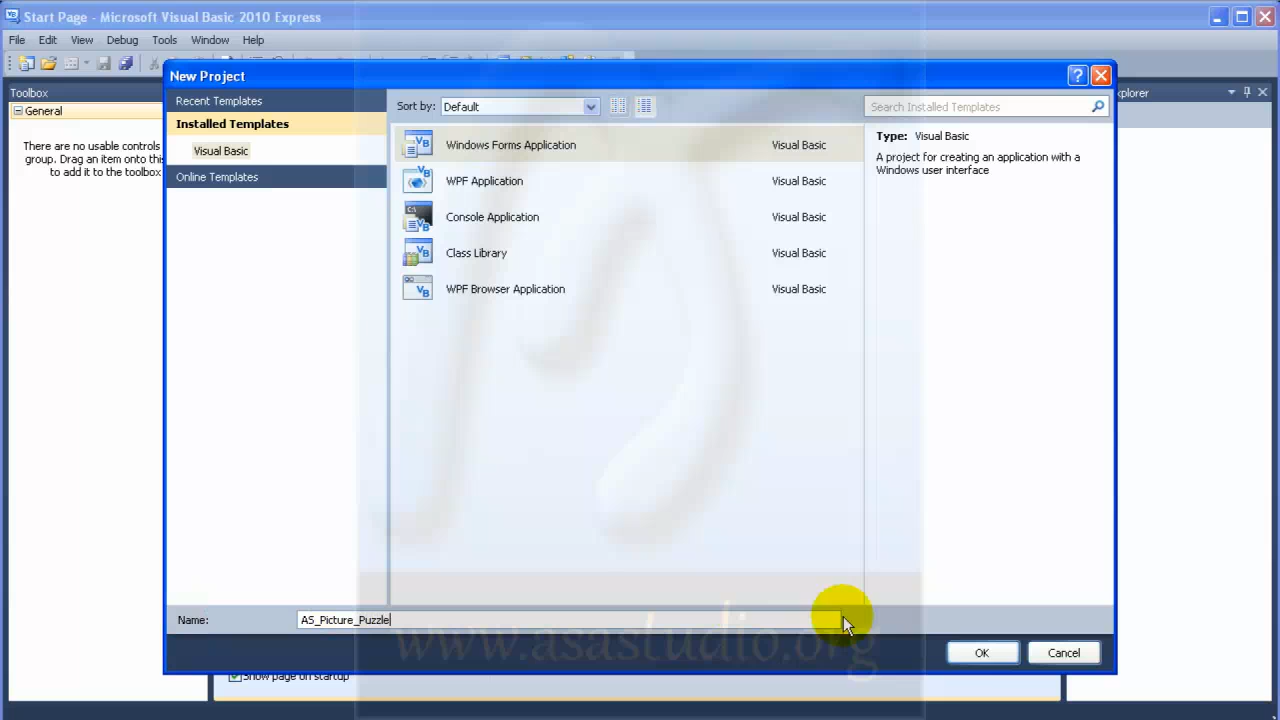 Start Page - Microsoft Visual Basic 2010 Express
File Edit View Debug Tools Window Help
Toolbox
General
There are no usable controls
group. Drag an item onto this
to add it to the toolbox
New Project
Recent Templates
Installed Templates
Visual Basic
Online Templates
Sort by: Default
Search Installed Templates
Windows Forms Application Visual Basic
WPF Application Visual Basic
Console Application Visual Basic
Class Library Visual Basic
WPF Browser Application Visual Basic
Type: Visual Basic
A project for creating an application with a
Windows user interface
plorer
Name: AS_Picture_Puzzle
www.asastudio.org
OK Cancel
Show page on startup